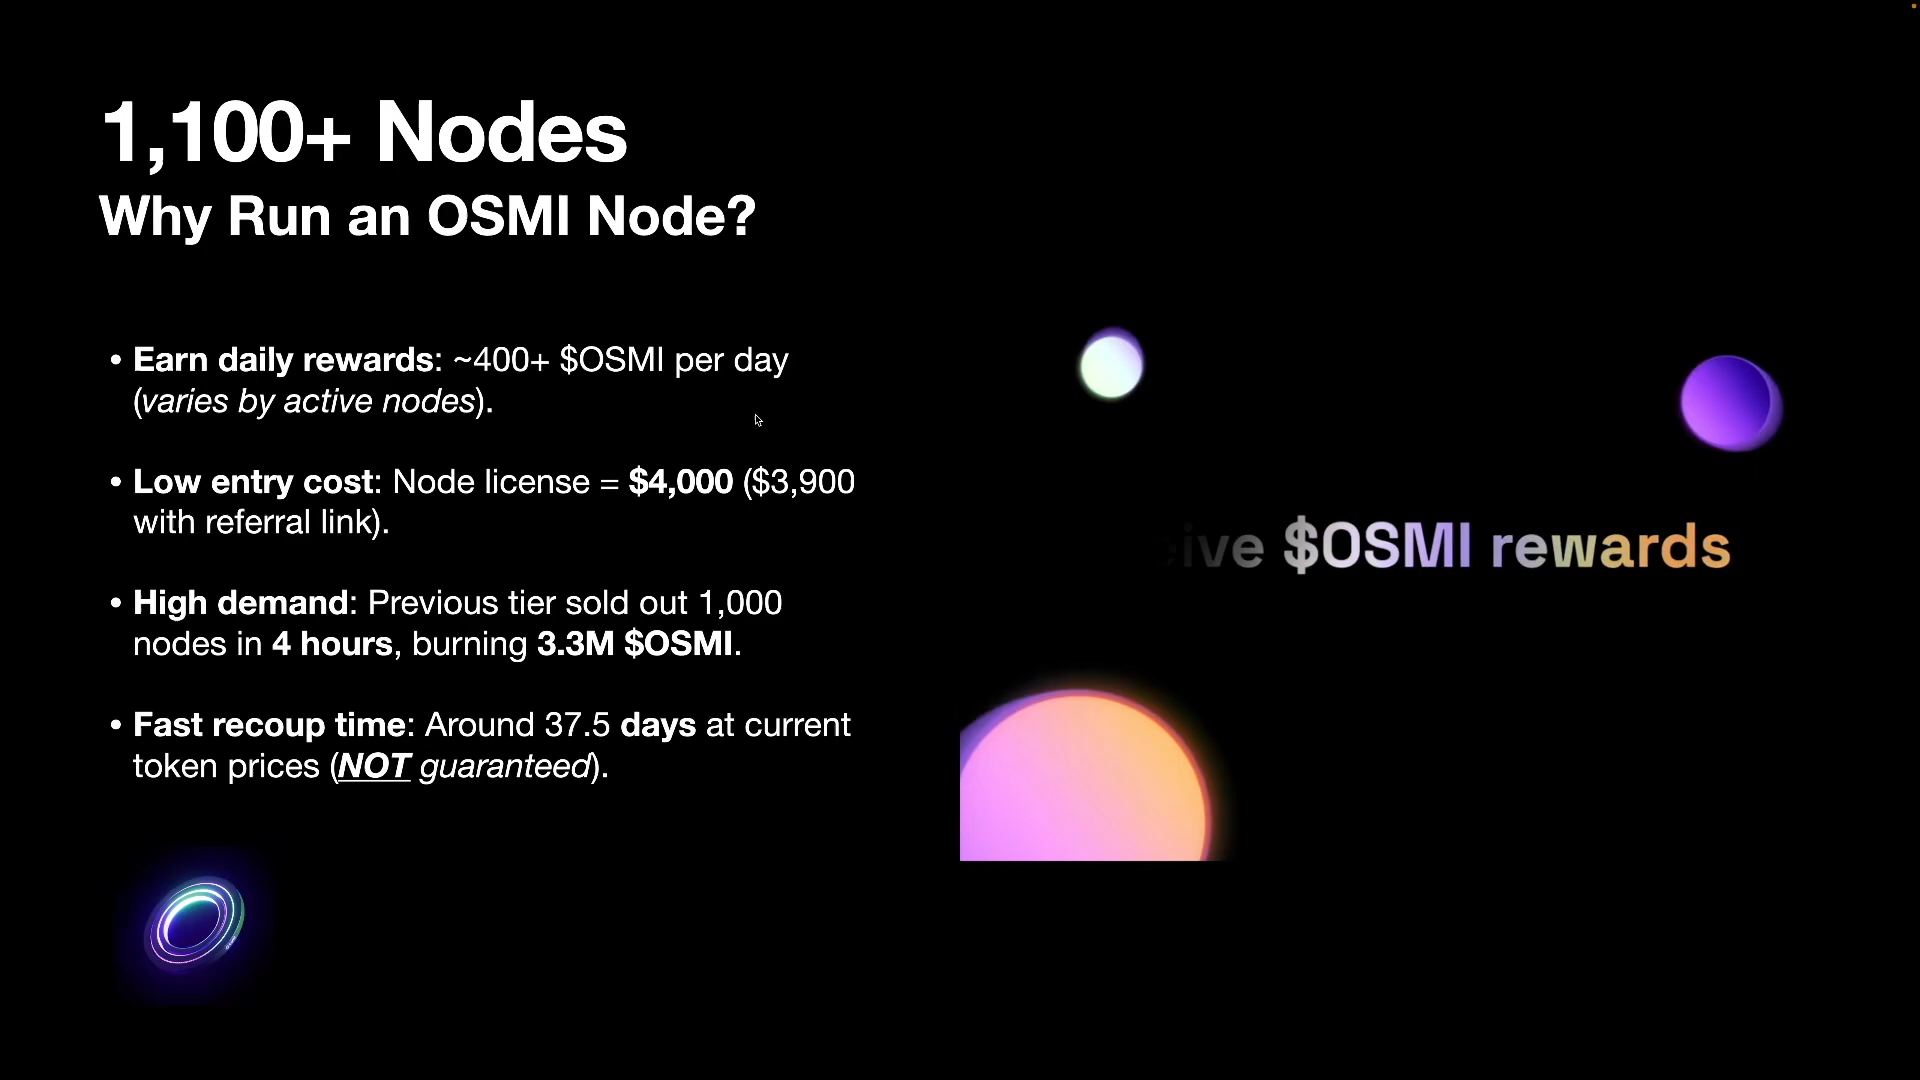 1,100+ Nodes
Why Run an OSMI Node?
• Earn daily rewards: ~400+ $OSMI per day
(varies by active nodes).
• Low entry cost: Node license = $4,000 ($3,900
with referral link).
• High demand: Previous tier sold out 1,000
nodes in 4 hours, burning 3.3M $OSMI.
• Fast recoup time: Around 37.5 days at current
token prices (NOT guaranteed).
$OSMI rewards